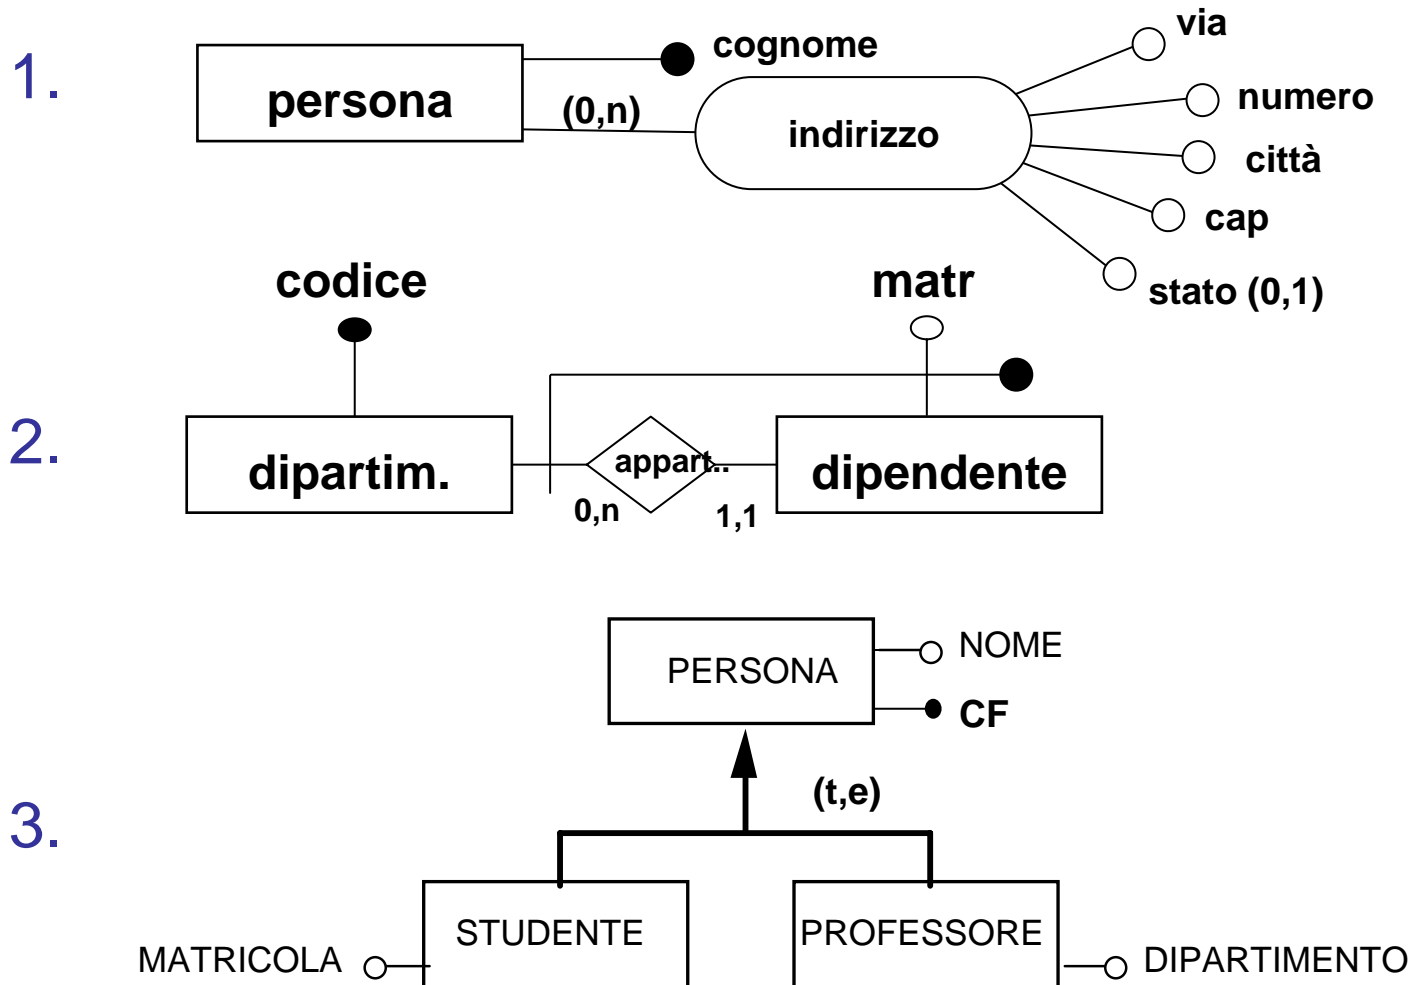 1.
persona
cognome
(0,n)
indirizzo
via
numero
città
cap
stato (0,1)
2.
codice
matr
dipartim.
appart..
dipendente
0,n
1,1
3.
PERSONA
NOME
CF
(t,e)
STUDENTE
PROFESSORE
MATRICOLA
DIPARTIMENTO